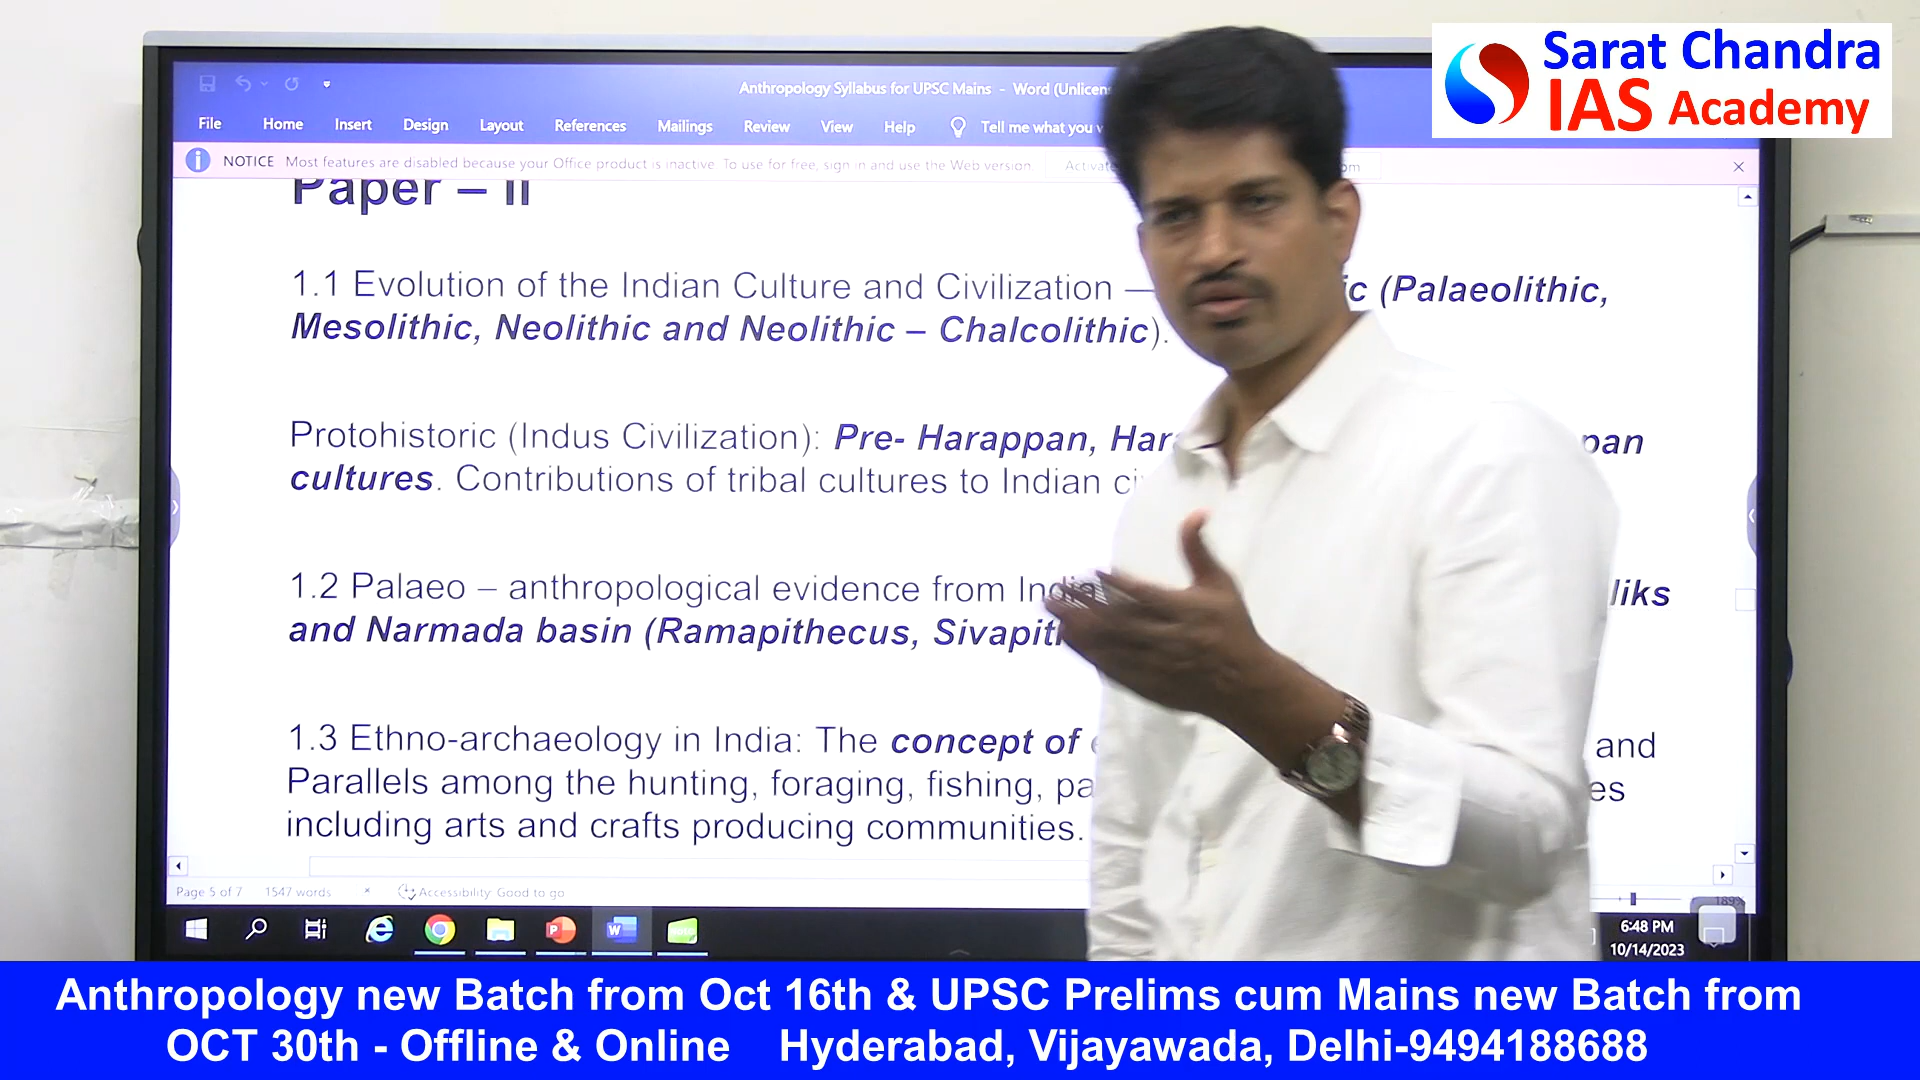 Sarat Chandra
IAS Academy
Anthropology Syllabus for UPSC Mains - Word (Unlicen
File Home Insert Design Layout References Mailings Review View Help Tell me what you
NOTICE Most features are disabled because your Office product is inactive. To use for free, sign in and use the Web version. Activat
Paper – II
1.1 Evolution of the Indian Culture and Civilization — ic (Palaeolithic,
Mesolithic, Neolithic and Neolithic – Chalcolithic).
Protohistoric (Indus Civilization): Pre- Harappan, Har pan
cultures. Contributions of tribal cultures to Indian ci
1.2 Palaeo – anthropological evidence from India liks
and Narmada basin (Ramapithecus, Sivapit
1.3 Ethno-archaeology in India: The concept of e and
Parallels among the hunting, foraging, fishing, pa es
including arts and crafts producing communities.
Page 5 of 7 1547 words Accessibility: Good to go 189%
6:48 PM
10/14/2023
Anthropology new Batch from Oct 16th & UPSC Prelims cum Mains new Batch from
OCT 30th - Offline & Online Hyderabad, Vijayawada, Delhi-9494188688